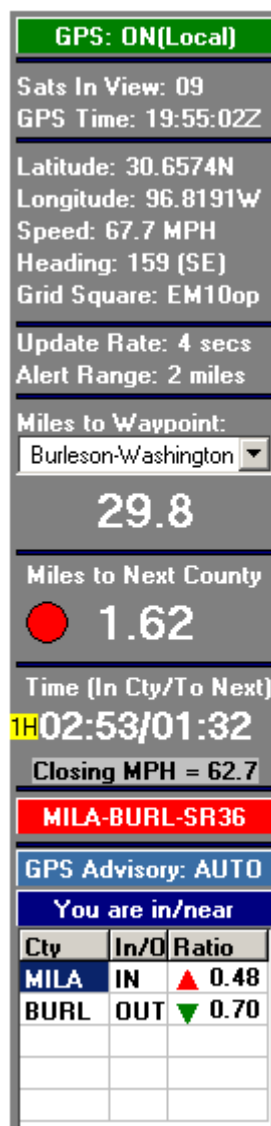 GPS: ON(Local)
Sats In View: 09
GPS Time: 19:55:02Z
Latitude: 30.6574N
Longitude: 96.8191W
Speed: 67.7 MPH
Heading: 159 (SE)
Grid Square: EM10op
Update Rate: 4 secs
Alert Range: 2 miles
Miles to Waypoint:
Burleson-Washington
29.8
Miles to Next County
1.62
Time (In Cty/To Next)
1H 02:53/01:32
Closing MPH = 62.7
MILA-BURL-SR36
GPS Advisory: AUTO
You are in/near
Cty In/O Ratio
MILA IN 0.48
BURL OUT 0.70